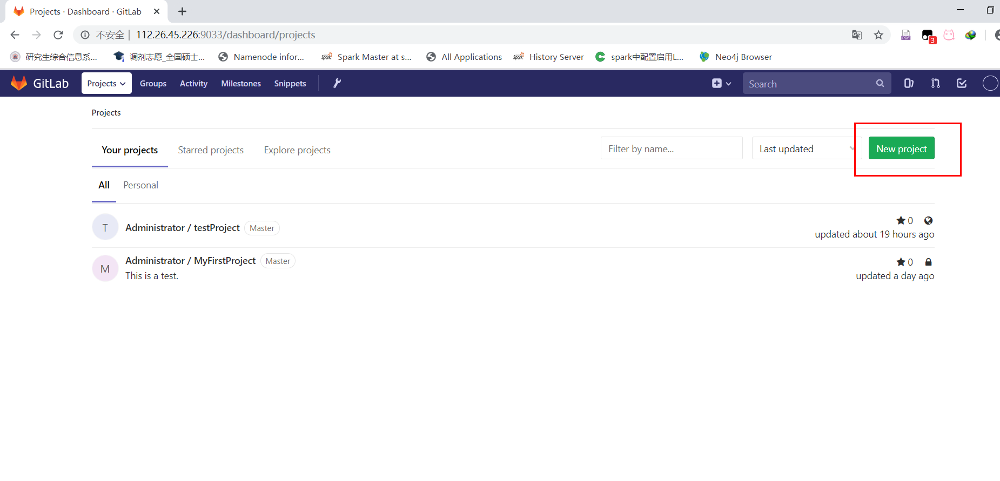 Projects · Dashboard · GitLab
不安全 | 112.26.45.226:9033/dashboard/projects
PDF
3
研究生综合信息系...
调剂志愿_全国硕士...
Namenode infor...
Spark
Spark Master at s...
All Applications
Spark
History Server
spark中配置启用L...
Neo4j Browser
GitLab
Projects
Groups
Activity
Milestones
Snippets
Search
Projects
Your projects
Starred projects
Explore projects
Filter by name...
Last updated
New project
All
Personal
T
Administrator / testProject
Master
0
updated about 19 hours ago
M
Administrator / MyFirstProject
Master
This is a test.
0
updated a day ago